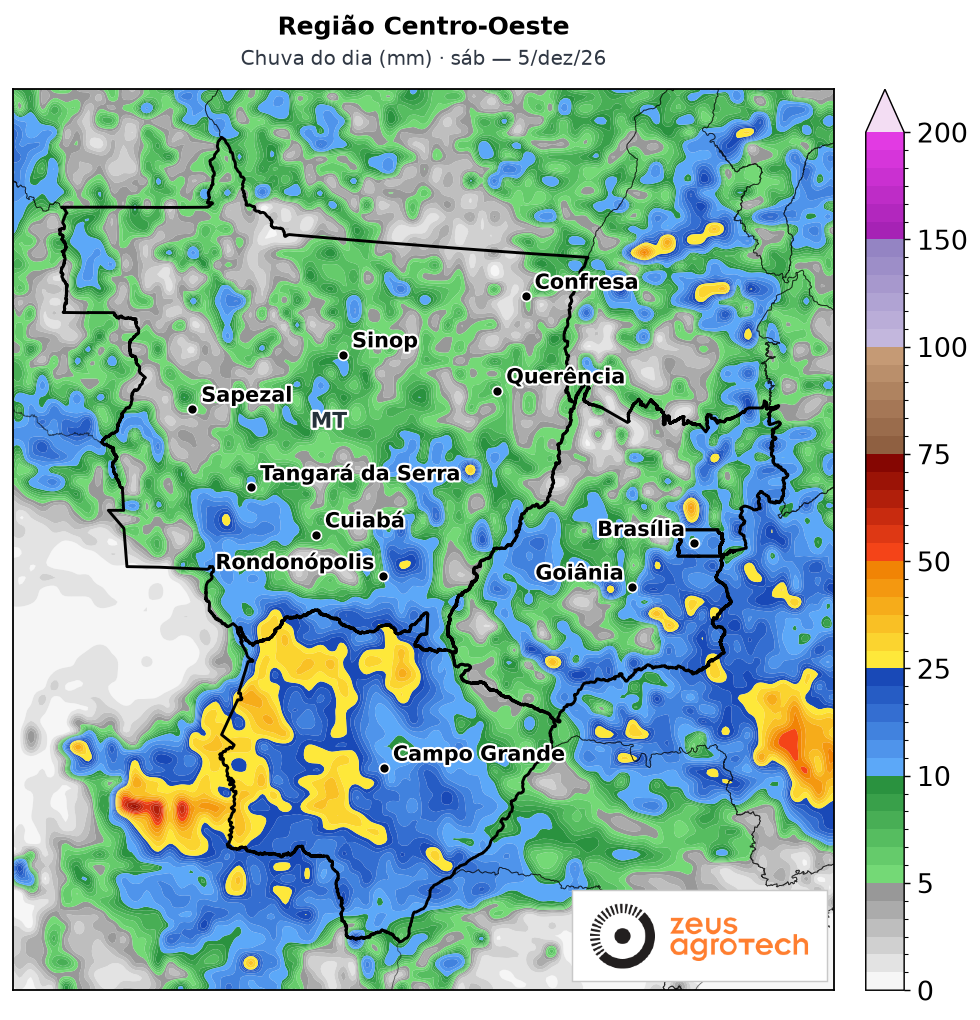 Região Centro-Oeste
Chuva do dia (mm) · sáb — 5/dez/26
Confresa
Sinop
Querência
Sapezal
MT
Tangará da Serra
Cuiabá
Brasília
Rondonópolis
Goiânia
Campo Grande
200
150
100
75
50
25
10
5
0
zeus
agrotech